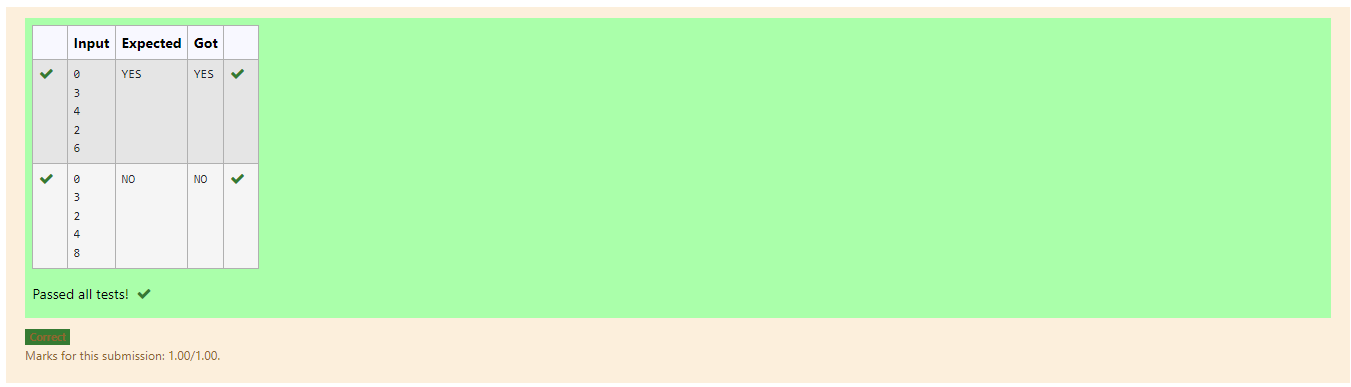 Input Expected Got
0 YES YES
3
4
2
6
0 NO NO
3
2
4
8
Passed all tests!
Correct
Marks for this submission: 1.00/1.00.